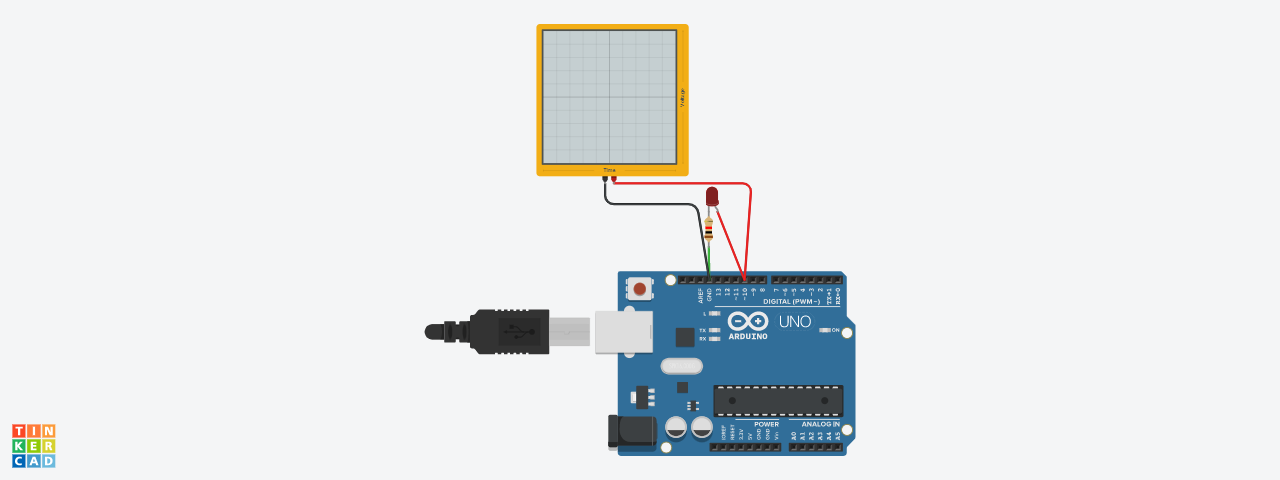 Voltage
Time
AREF
GND
13
12
~11
~10
~9
8
7
~6
~5
4
~3
2
TX→1
RX←0
DIGITAL (PWM~)
L
TX
RX
UNO
ARDUINO
ON
POWER
ANALOG IN
IOREF
RESET
3.3V
5V
GND
GND
Vin
A0
A1
A2
A3
A4
A5
TIN
KER
CAD